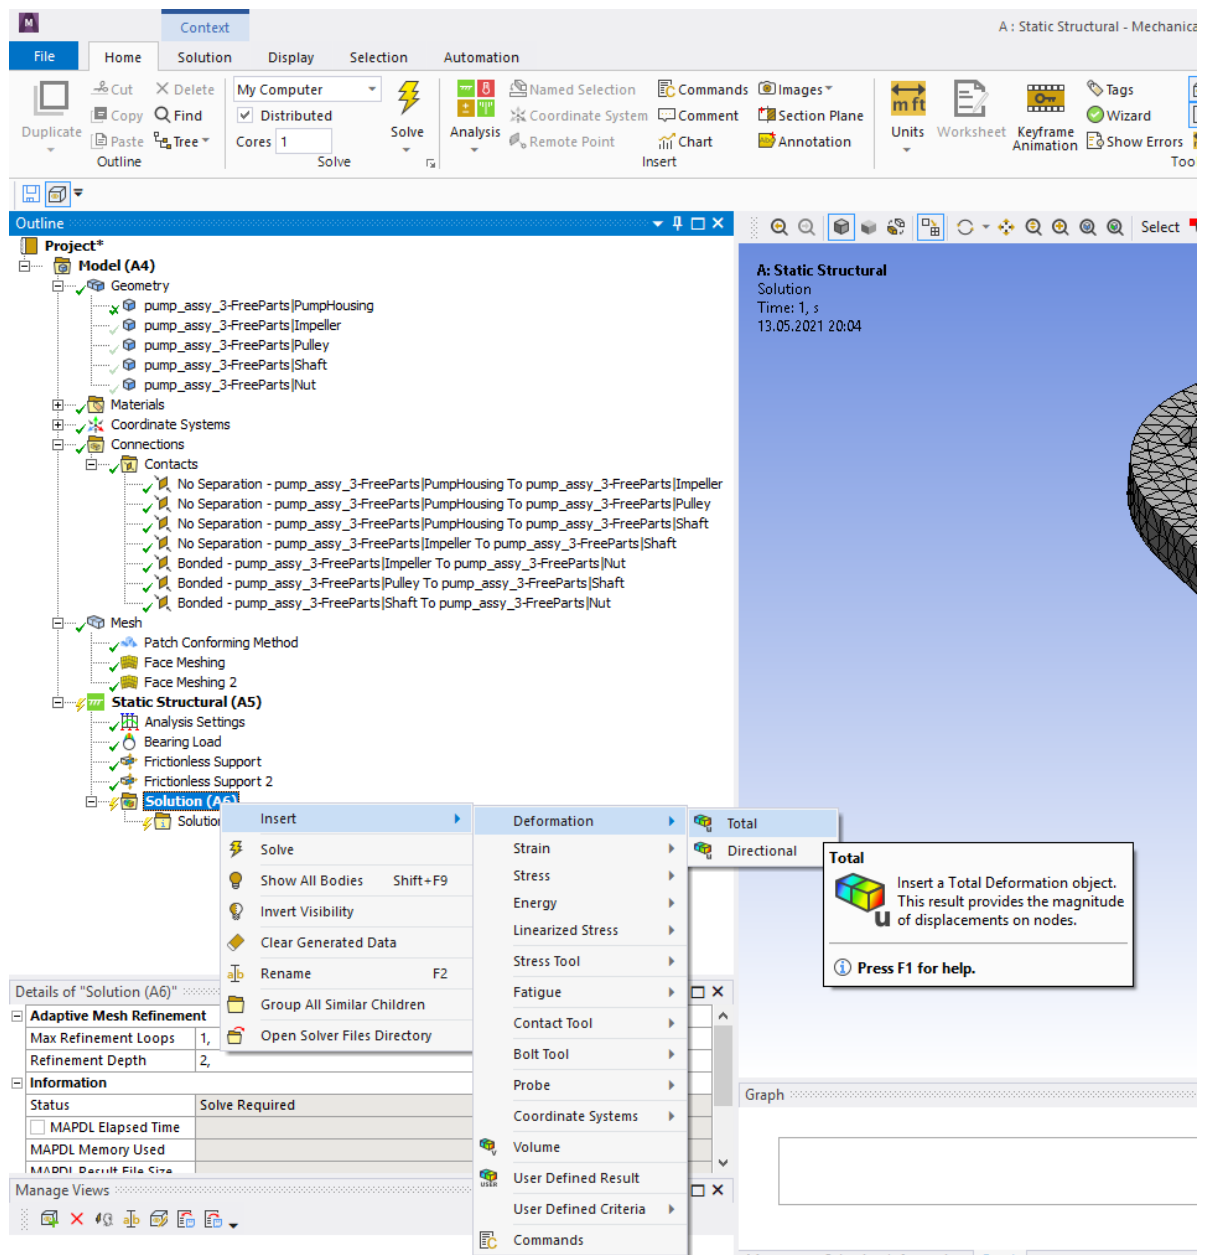 M
Context
A : Static Structural - Mechanica
File
Home
Solution
Display
Selection
Automation
Duplicate
Cut
Copy
Paste
Delete
Find
Tree
Outline
My Computer
Distributed
Cores 1
Solve
Solve
Analysis
Named Selection
Coordinate System
Remote Point
Commands
Comment
Chart
Images
Section Plane
Annotation
Insert
m ft
Units
Worksheet
Keyframe
Animation
Tags
Wizard
Show Errors
Too
Outline
Project*
Model (A4)
Geometry
pump_assy_3-FreeParts|PumpHousing
pump_assy_3-FreeParts|Impeller
pump_assy_3-FreeParts|Pulley
pump_assy_3-FreeParts|Shaft
pump_assy_3-FreeParts|Nut
Materials
Coordinate Systems
Connections
Contacts
No Separation - pump_assy_3-FreeParts|PumpHousing To pump_assy_3-FreeParts|Impeller
No Separation - pump_assy_3-FreeParts|PumpHousing To pump_assy_3-FreeParts|Pulley
No Separation - pump_assy_3-FreeParts|PumpHousing To pump_assy_3-FreeParts|Shaft
No Separation - pump_assy_3-FreeParts|Impeller To pump_assy_3-FreeParts|Shaft
Bonded - pump_assy_3-FreeParts|Impeller To pump_assy_3-FreeParts|Nut
Bonded - pump_assy_3-FreeParts|Pulley To pump_assy_3-FreeParts|Shaft
Bonded - pump_assy_3-FreeParts|Shaft To pump_assy_3-FreeParts|Nut
Mesh
Patch Conforming Method
Face Meshing
Face Meshing 2
Static Structural (A5)
Analysis Settings
Bearing Load
Frictionless Support
Frictionless Support 2
Solution (A6)
Solution
Insert
Solve
Show All Bodies Shift+F9
Invert Visibility
Clear Generated Data
Rename F2
Group All Similar Children
Open Solver Files Directory
Deformation
Strain
Stress
Energy
Linearized Stress
Stress Tool
Fatigue
Contact Tool
Bolt Tool
Probe
Coordinate Systems
Volume
User Defined Result
User Defined Criteria
Commands
Total
Directional
Total
Insert a Total Deformation object.
This result provides the magnitude
of displacements on nodes.
Press F1 for help.
Select
A: Static Structural
Solution
Time: 1, s
13.05.2021 20:04
Details of "Solution (A6)"
Adaptive Mesh Refinement
Max Refinement Loops 1,
Refinement Depth 2,
Information
Status Solve Required
MAPDL Elapsed Time
MAPDL Memory Used
MAPDL Result File Size
Manage Views
Graph